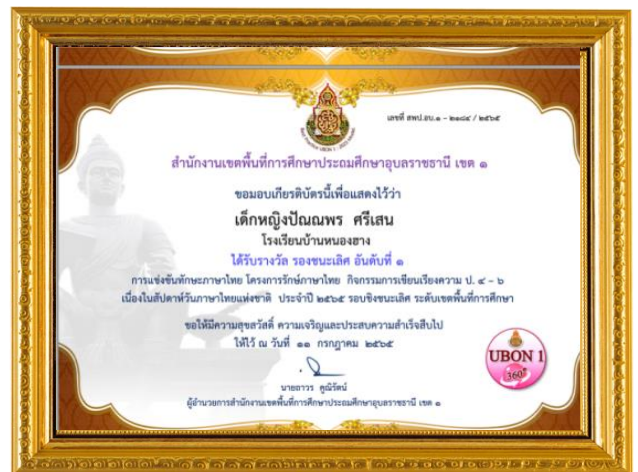 เลขที่ สพป.อบ.๑ - ๒๑๘๔ / ๒๕๖๕
สำนักงานเขตพื้นที่การศึกษาประถมศึกษาอุบลราชธานี เขต ๑
ขอมอบเกียรติบัตรนี้เพื่อแสดงไว้ว่า
เด็กหญิงปัณณพร ศรีเสน
โรงเรียนบ้านหนองฮาง
ได้รับรางวัล รองชนะเลิศ อันดับที่ ๑
การแข่งขันทักษะภาษาไทย โครงการรักษ์ภาษาไทย กิจกรรมการเขียนเรียงความ ป. ๔ - ๖
เนื่องในสัปดาห์วันภาษาไทยแห่งชาติ ประจำปี ๒๕๖๕ รอบชิงชนะเลิศ ระดับเขตพื้นที่การศึกษา
ขอให้มีความสุขสวัสดิ์ ความเจริญและประสบความสำเร็จสืบไป
ให้ไว้ ณ วันที่ ๑๑ กรกฎาคม ๒๕๖๕
UBON 1
360°
นายถาวร คูณิรัตน์
ผู้อำนวยการสำนักงานเขตพื้นที่การศึกษาประถมศึกษาอุบลราชธานี เขต ๑